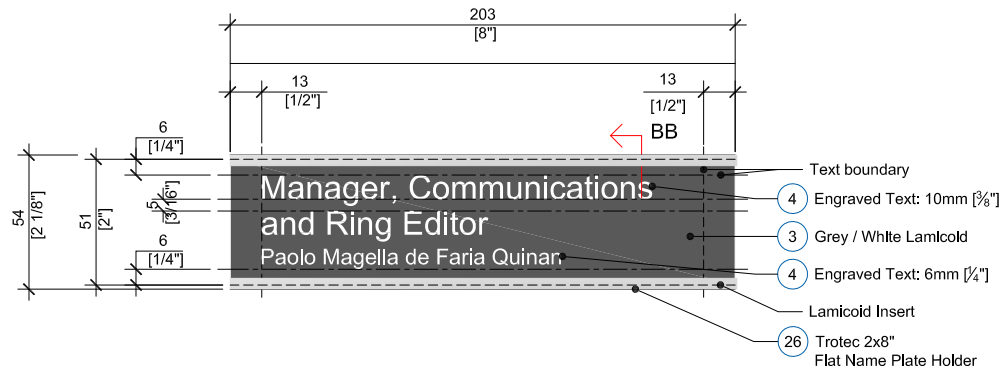 203
[8"]
13
[1/2"]
13
[1/2"]
BB
6
[1/4"]
54
[2 1/8"]
51
[2"]
5
[3/16"]
6
[1/4"]
Manager, Communications
and Ring Editor
Paolo Magella de Faria Quinan
Text boundary
4 Engraved Text: 10mm [⅜"]
3 Grey / White Lamicoid
4 Engraved Text: 6mm [¼"]
Lamicoid Insert
26 Trotec 2x8"
Flat Name Plate Holder